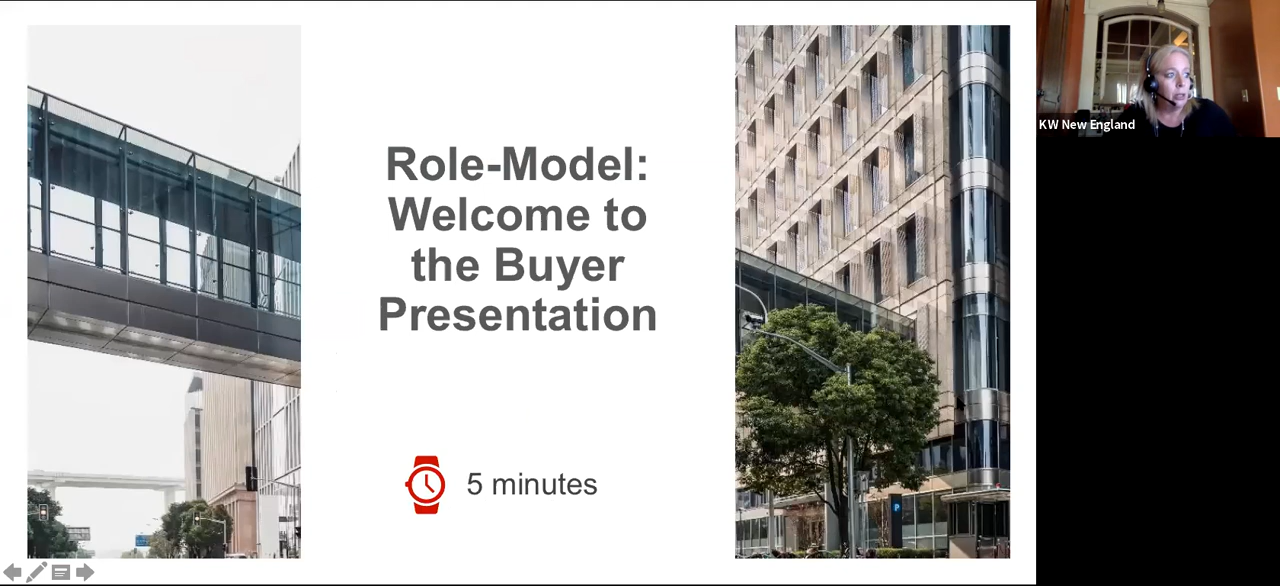 Role-Model:
Welcome to
the Buyer
Presentation
5 minutes
KW New England
P